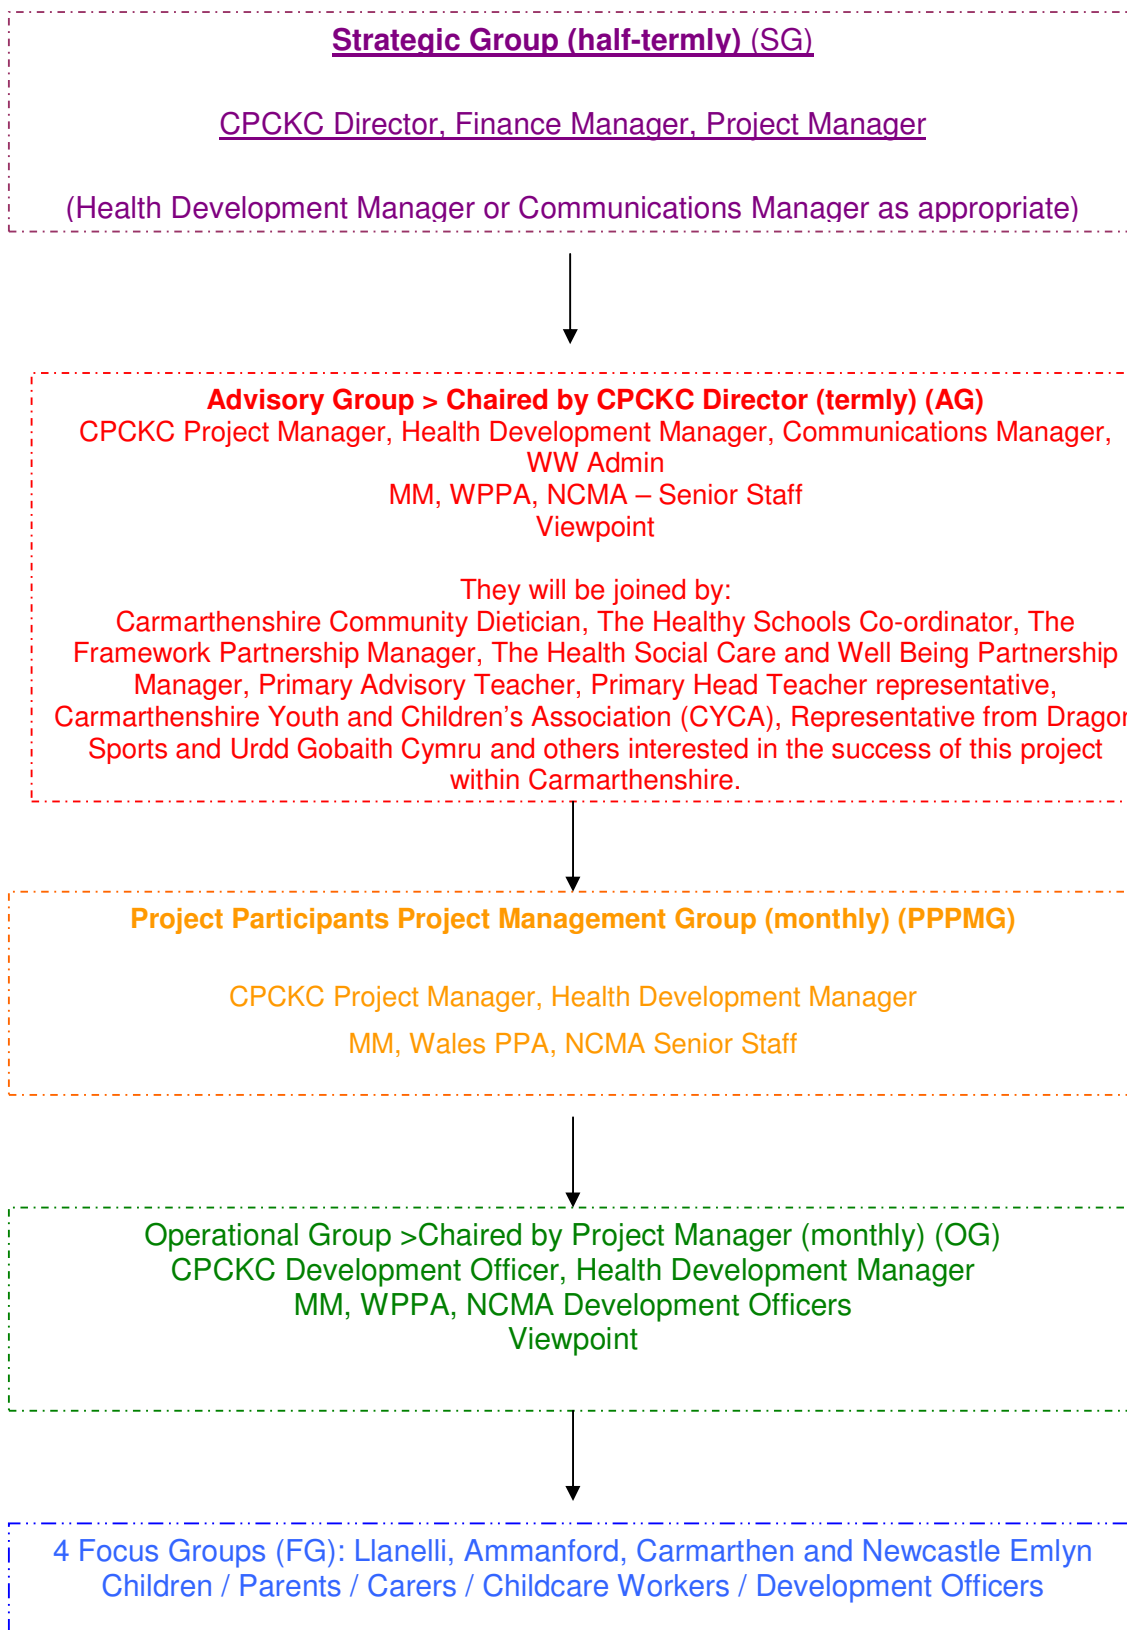 Strategic Group (half-termly) (SG)
CPCKC Director, Finance Manager, Project Manager
(Health Development Manager or Communications Manager as appropriate)
Advisory Group > Chaired by CPCKC Director (termly) (AG)
CPCKC Project Manager, Health Development Manager, Communications Manager,
WW Admin
MM, WPPA, NCMA – Senior Staff
Viewpoint
They will be joined by:
Carmarthenshire Community Dietician, The Healthy Schools Co-ordinator, The
Framework Partnership Manager, The Health Social Care and Well Being Partnership
Manager, Primary Advisory Teacher, Primary Head Teacher representative,
Carmarthenshire Youth and Children's Association (CYCA), Representative from Dragon
Sports and Urdd Gobaith Cymru and others interested in the success of this project
within Carmarthenshire.
Project Participants Project Management Group (monthly) (PPPMG)
CPCKC Project Manager, Health Development Manager
MM, Wales PPA, NCMA Senior Staff
Operational Group >Chaired by Project Manager (monthly) (OG)
CPCKC Development Officer, Health Development Manager
MM, WPPA, NCMA Development Officers
Viewpoint
4 Focus Groups (FG): Llanelli, Ammanford, Carmarthen and Newcastle Emlyn
Children / Parents / Carers / Childcare Workers / Development Officers